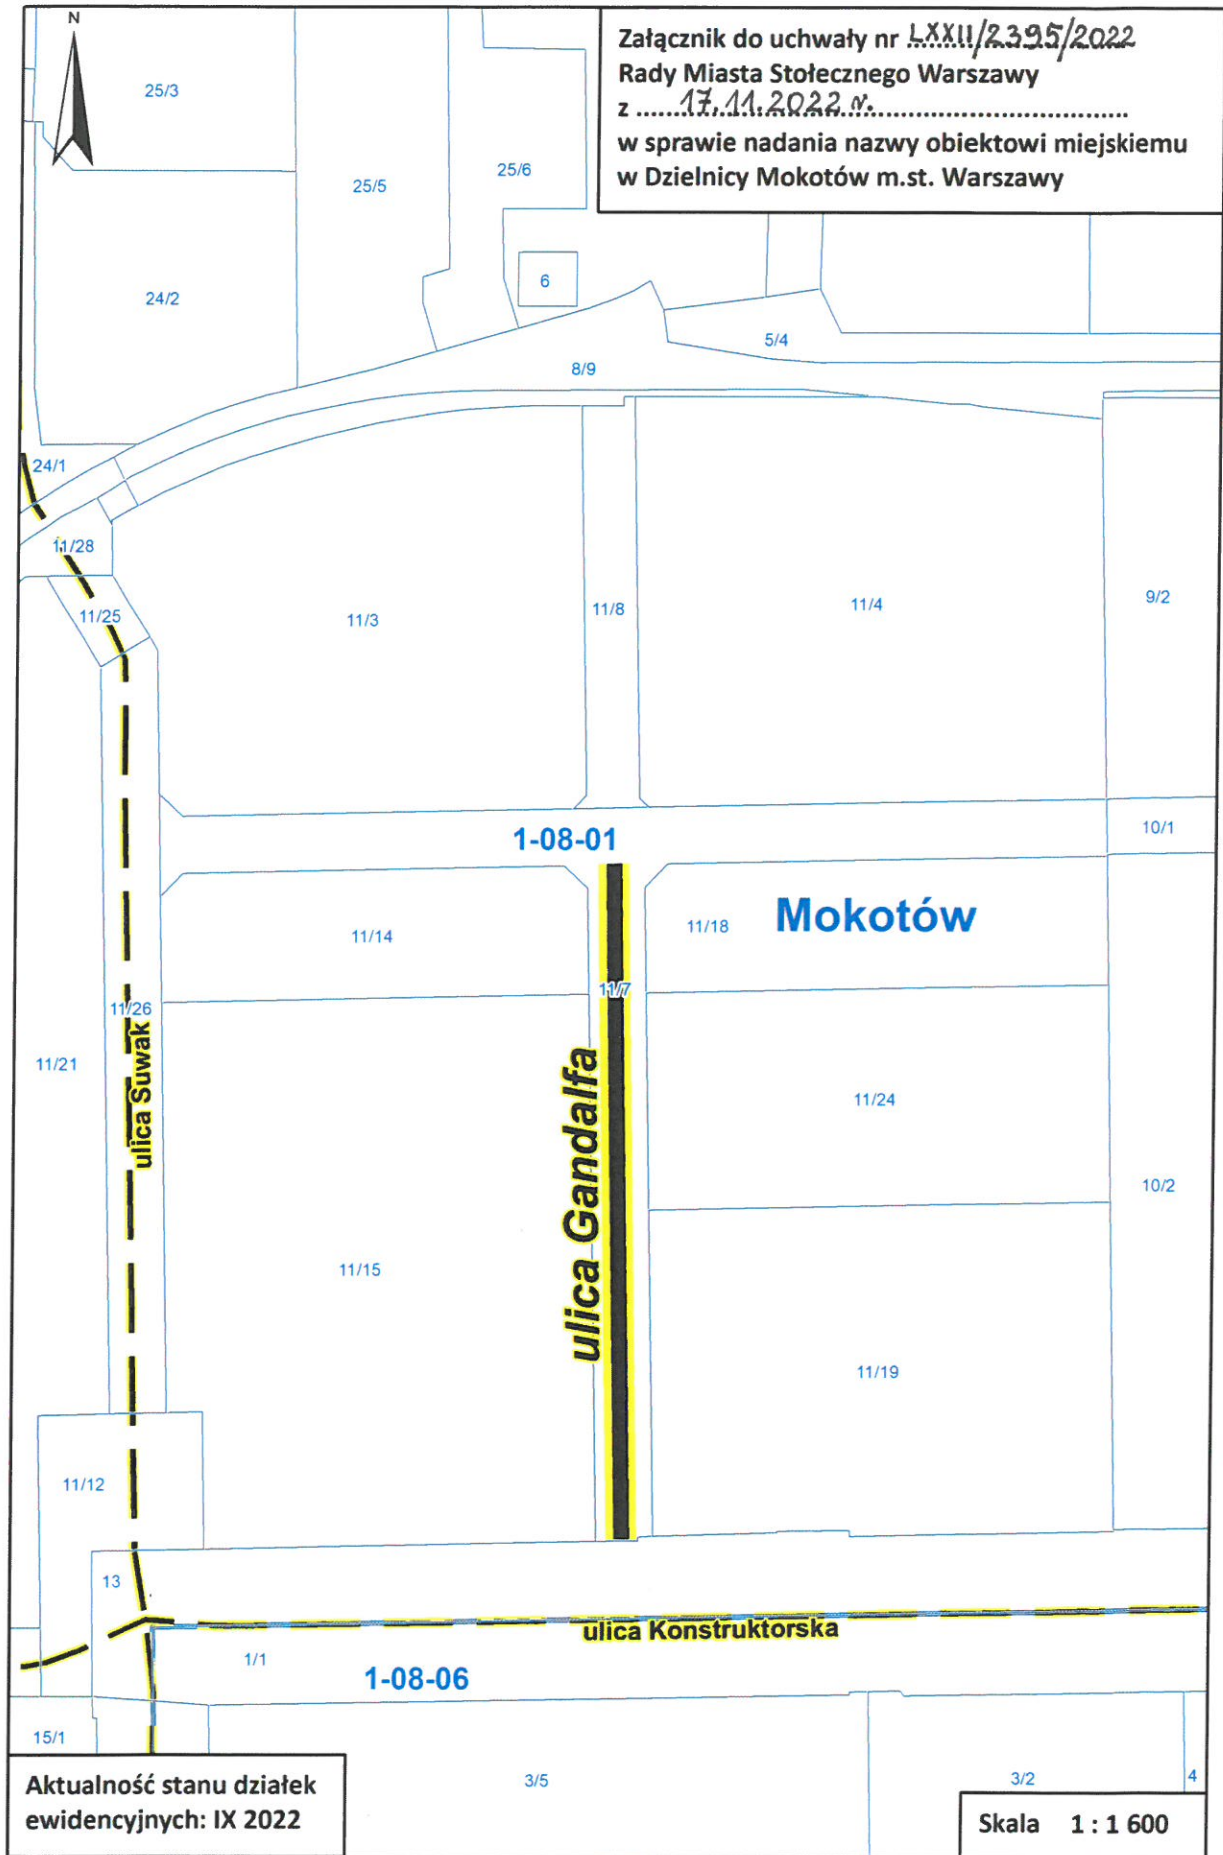 N
Załącznik do uchwały nr LXXII/2395/2022
Rady Miasta Stołecznego Warszawy
z ......17.11.2022 r.....................................
w sprawie nadania nazwy obiektowi miejskiemu
w Dzielnicy Mokotów m.st. Warszawy
25/3
25/5
25/6
24/2
6
5/4
8/9
24/1
11/28
11/25
11/3
11/8
11/4
9/2
1-08-01
10/1
11/14
11/18
Mokotów
11/7
11/26
11/21
ulica Suwak
ulica Gandalfa
11/24
10/2
11/15
11/19
11/12
13
ulica Konstruktorska
1/1
1-08-06
15/1
3/5
3/2
4
Aktualność stanu działek
ewidencyjnych: IX 2022
Skala 1 : 1 600